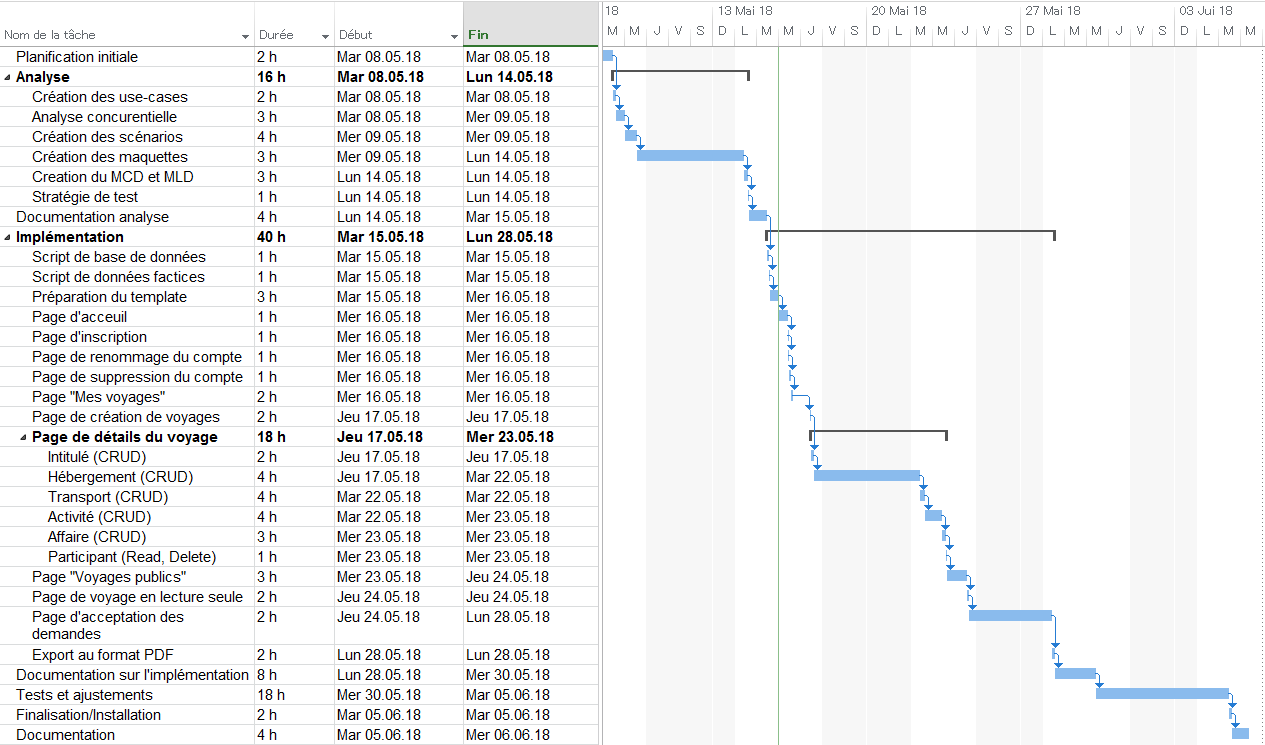 18 13 Mai 18 20 Mai 18 27 Mai 18 03 Jui 18
Nom de la tâche Durée Début Fin M M J V S D L M M J V S D L M M J V S D L M M J V S D L M M
Planification initiale 2 h Mar 08.05.18 Mar 08.05.18
Analyse 16 h Mar 08.05.18 Lun 14.05.18
Création des use-cases 2 h Mar 08.05.18 Mar 08.05.18
Analyse concurentielle 3 h Mar 08.05.18 Mer 09.05.18
Création des scénarios 4 h Mer 09.05.18 Mer 09.05.18
Création des maquettes 3 h Mer 09.05.18 Lun 14.05.18
Creation du MCD et MLD 3 h Lun 14.05.18 Lun 14.05.18
Stratégie de test 1 h Lun 14.05.18 Lun 14.05.18
Documentation analyse 4 h Lun 14.05.18 Mar 15.05.18
Implémentation 40 h Mar 15.05.18 Lun 28.05.18
Script de base de données 1 h Mar 15.05.18 Mar 15.05.18
Script de données factices 1 h Mar 15.05.18 Mar 15.05.18
Préparation du template 3 h Mar 15.05.18 Mer 16.05.18
Page d'acceuil 1 h Mer 16.05.18 Mer 16.05.18
Page d'inscription 1 h Mer 16.05.18 Mer 16.05.18
Page de renommage du compte 1 h Mer 16.05.18 Mer 16.05.18
Page de suppression du compte 1 h Mer 16.05.18 Mer 16.05.18
Page "Mes voyages" 2 h Mer 16.05.18 Mer 16.05.18
Page de création de voyages 2 h Jeu 17.05.18 Jeu 17.05.18
Page de détails du voyage 18 h Jeu 17.05.18 Mer 23.05.18
Intitulé (CRUD) 2 h Jeu 17.05.18 Jeu 17.05.18
Hébergement (CRUD) 4 h Jeu 17.05.18 Mar 22.05.18
Transport (CRUD) 4 h Mar 22.05.18 Mar 22.05.18
Activité (CRUD) 4 h Mar 22.05.18 Mer 23.05.18
Affaire (CRUD) 3 h Mer 23.05.18 Mer 23.05.18
Participant (Read, Delete) 1 h Mer 23.05.18 Mer 23.05.18
Page "Voyages publics" 3 h Mer 23.05.18 Jeu 24.05.18
Page de voyage en lecture seule 2 h Jeu 24.05.18 Jeu 24.05.18
Page d'acceptation des 2 h Jeu 24.05.18 Lun 28.05.18
demandes
Export au format PDF 2 h Lun 28.05.18 Lun 28.05.18
Documentation sur l'implémentation 8 h Lun 28.05.18 Mer 30.05.18
Tests et ajustements 18 h Mer 30.05.18 Mar 05.06.18
Finalisation/Installation 2 h Mar 05.06.18 Mar 05.06.18
Documentation 4 h Mar 05.06.18 Mer 06.06.18